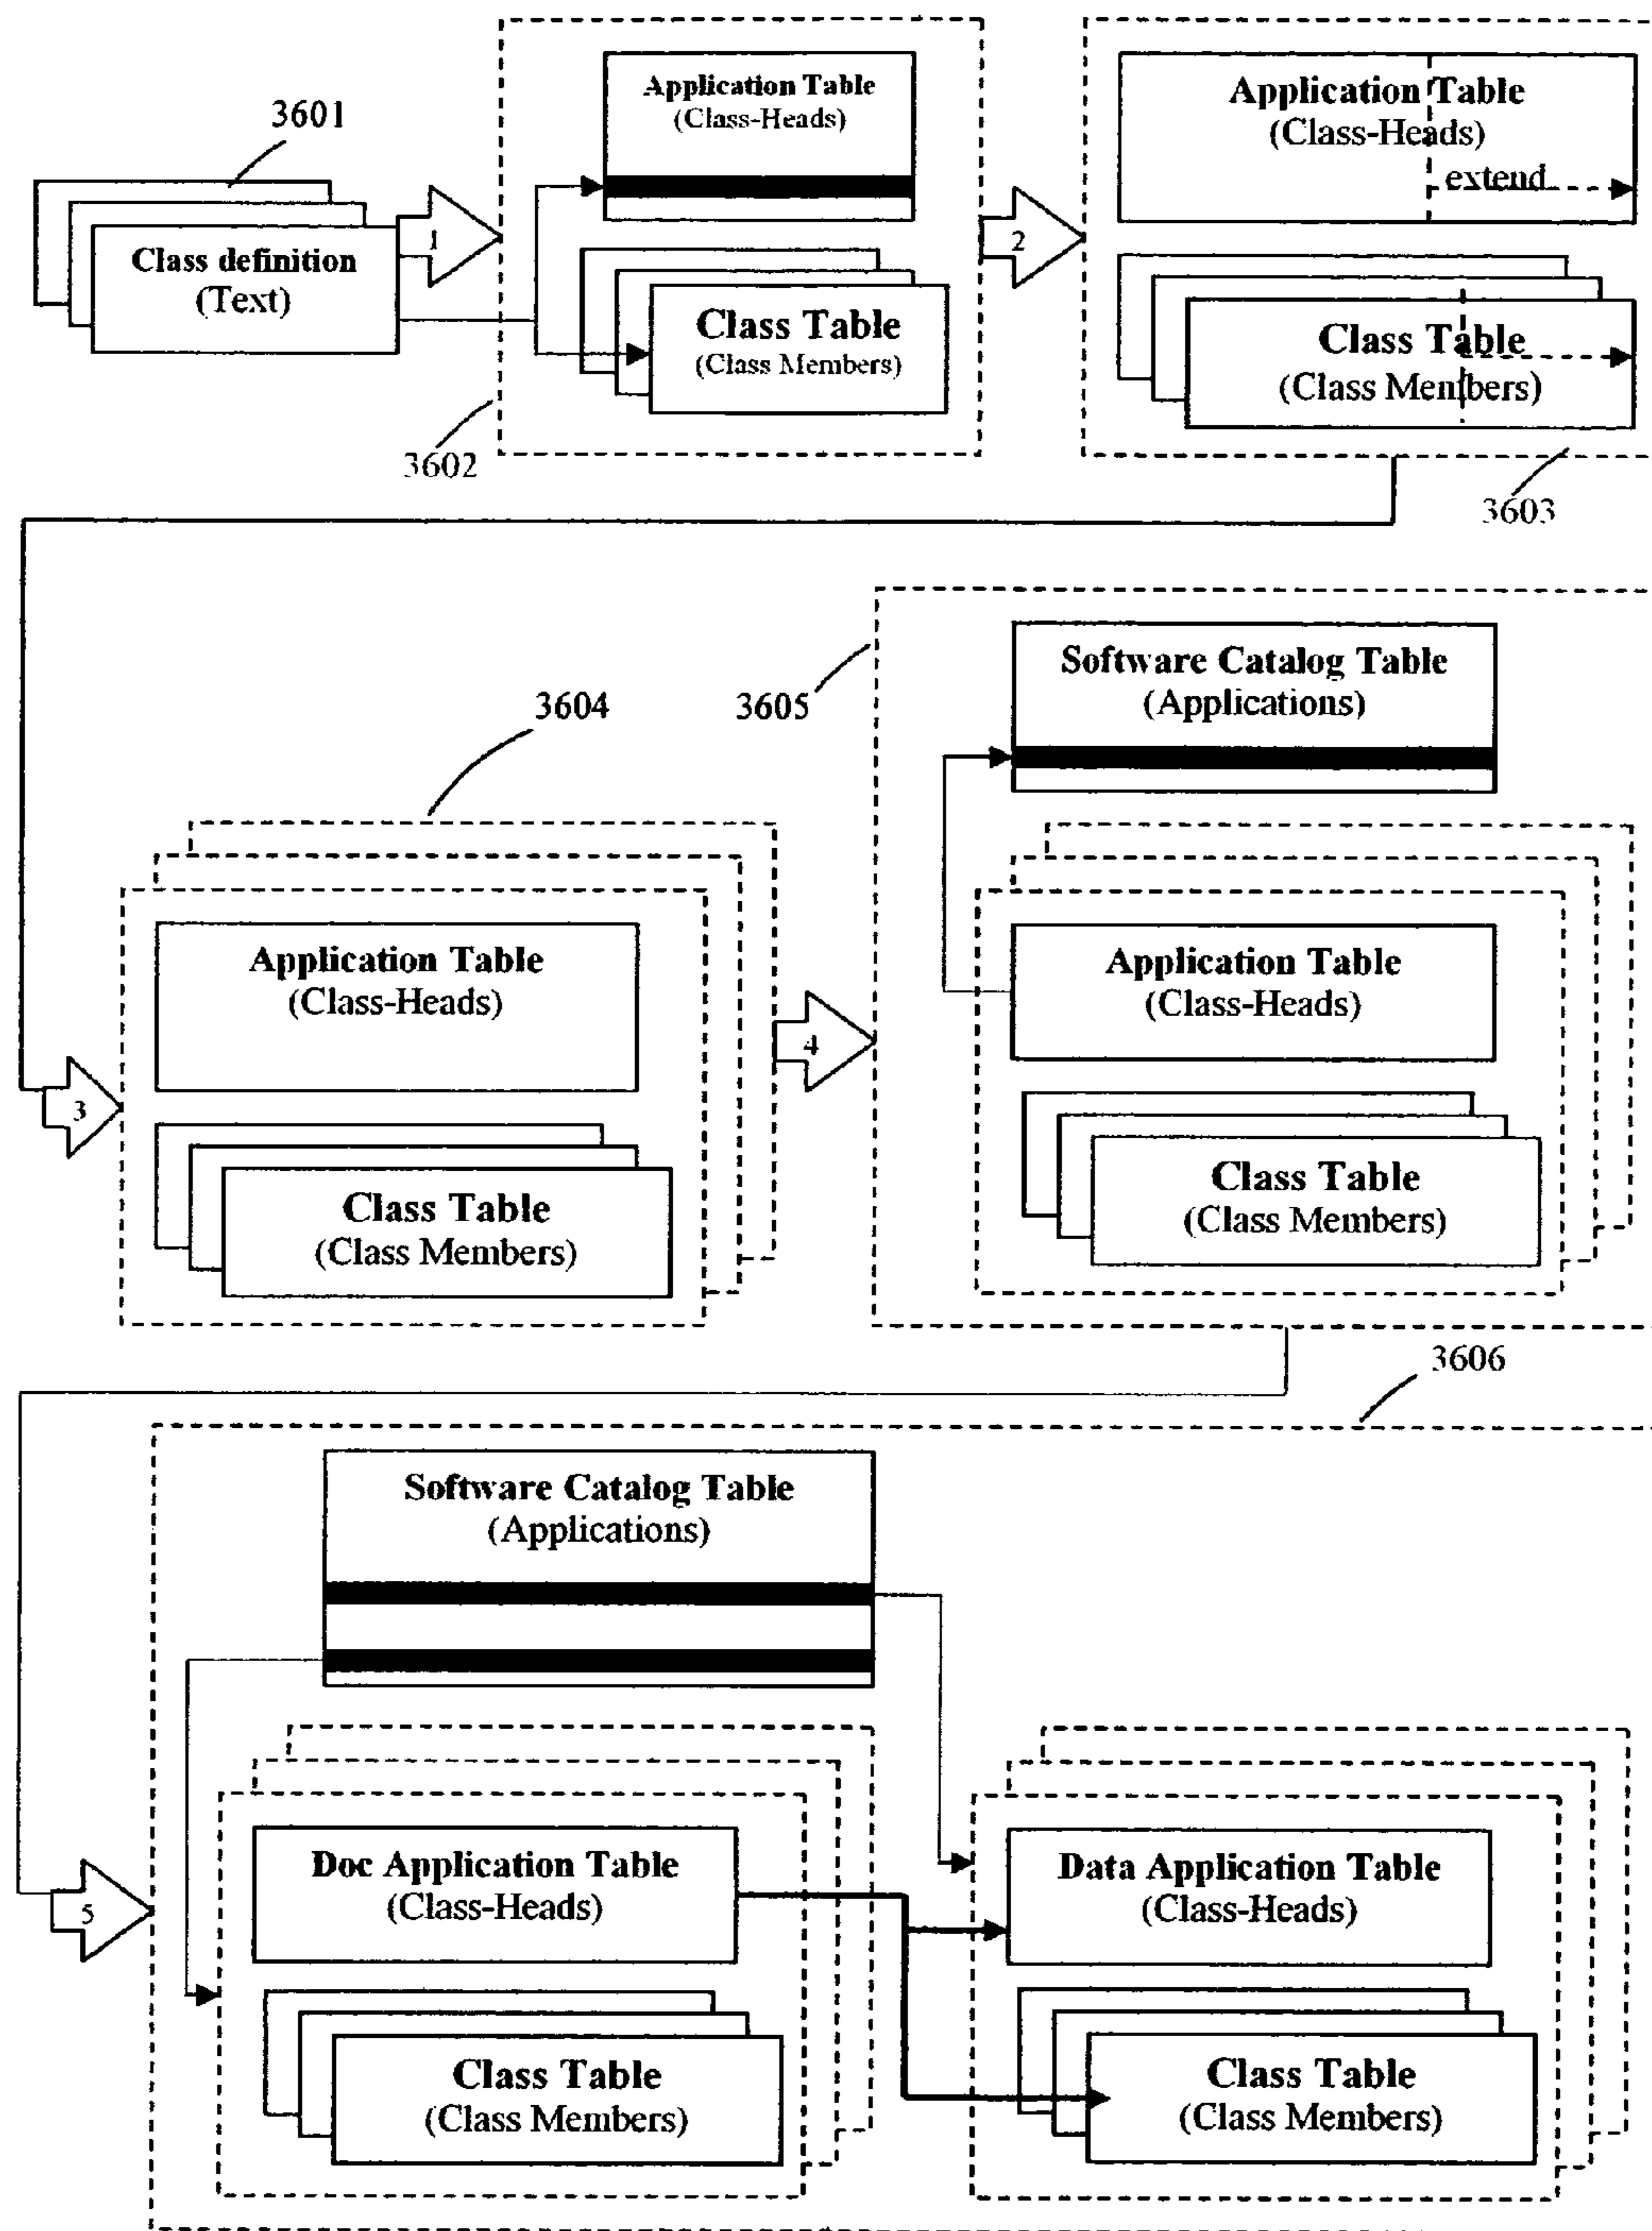 3601
Class definition
(Text)
1
Application Table
(Class-Heads)
Class Table
(Class Members)
3602
2
Application Table
(Class-Heads)
extend
Class Table
(Class Members)
3603
3604
3
Application Table
(Class-Heads)
Class Table
(Class Members)
4
3605
Software Catalog Table
(Applications)
Application Table
(Class-Heads)
Class Table
(Class Members)
3606
5
Software Catalog Table
(Applications)
Doc Application Table
(Class-Heads)
Class Table
(Class Members)
Data Application Table
(Class-Heads)
Class Table
(Class Members)